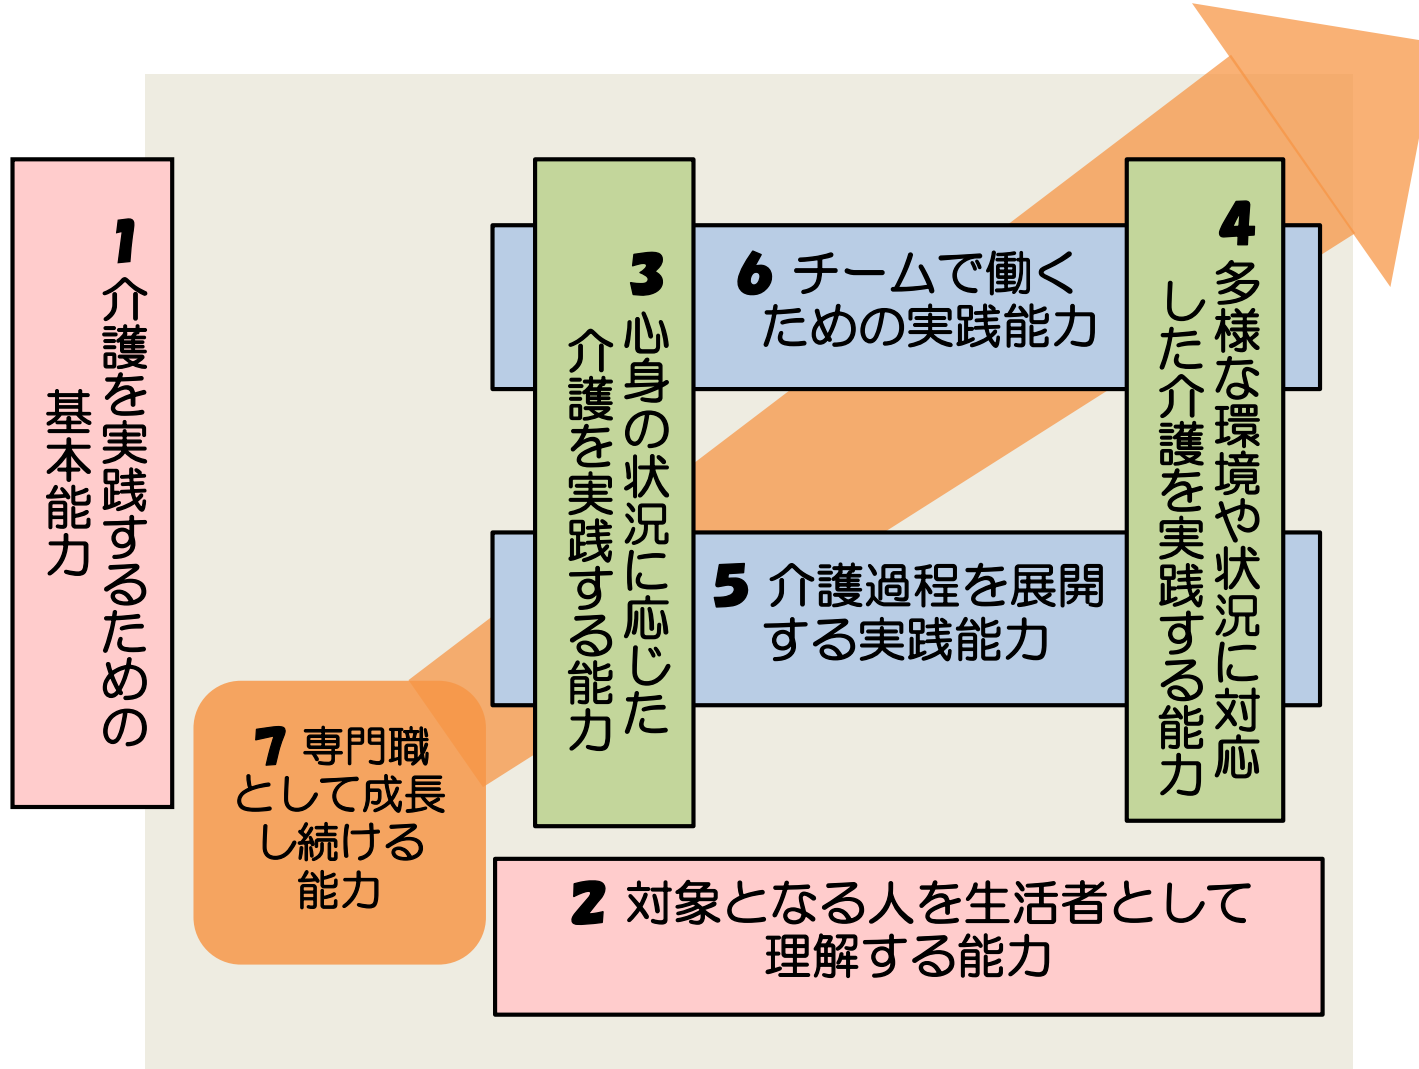 1 介護を実践するための
基本能力
2 対象となる人を生活者として
理解する能力
3 心身の状況に応じた
介護を実践する能力
4 多様な環境や状況に対応
した介護を実践する能力
5 介護過程を展開
する実践能力
6 チームで働く
ための実践能力
7 専門職
として成長
し続ける
能力